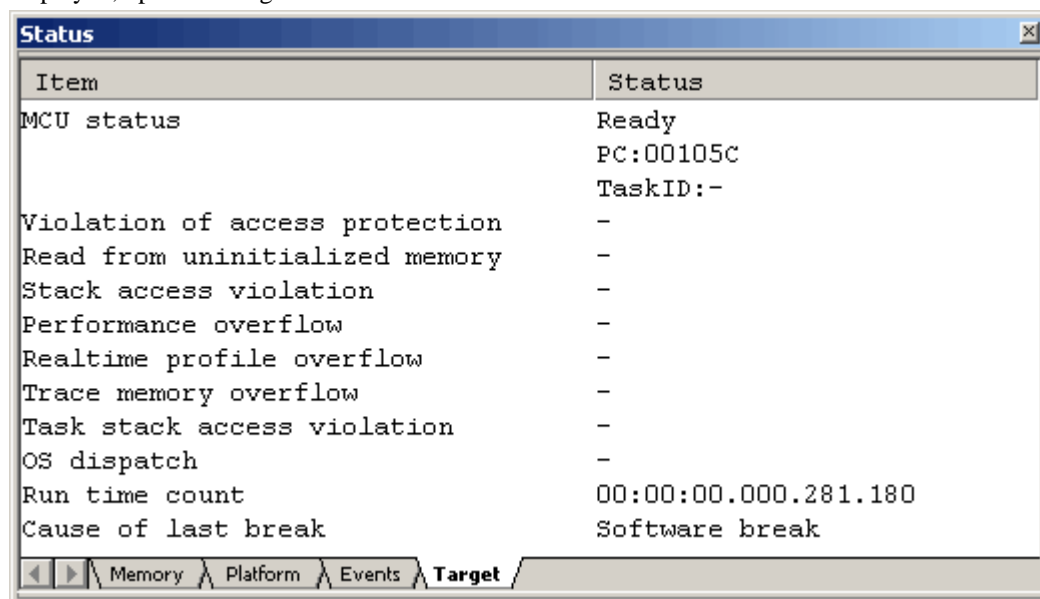 Status
Item Status
MCU status Ready
PC:00105C
TaskID:-
Violation of access protection -
Read from uninitialized memory -
Stack access violation -
Performance overflow -
Realtime profile overflow -
Trace memory overflow -
Task stack access violation -
OS dispatch -
Run time count 00:00:00.000.281.180
Cause of last break Software break
Memory Platform Events Target